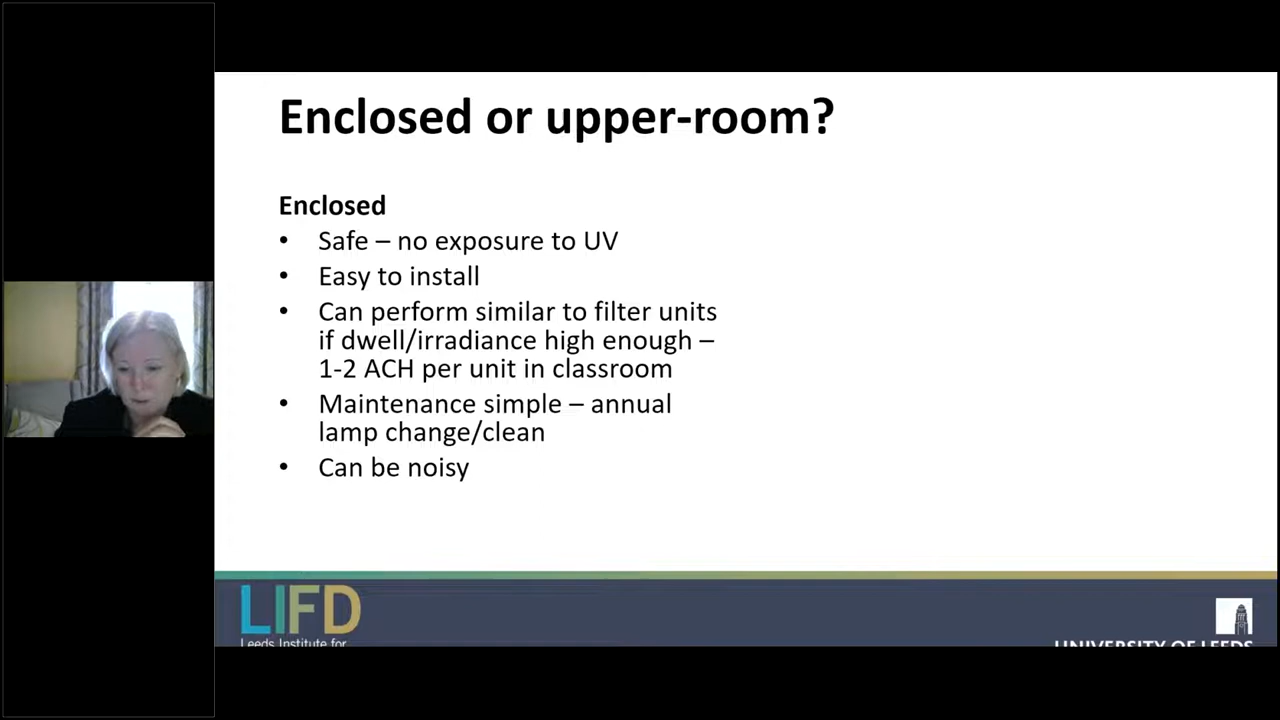 Enclosed or upper-room?
Enclosed
• Safe – no exposure to UV
• Easy to install
• Can perform similar to filter units
if dwell/irradiance high enough –
1-2 ACH per unit in classroom
• Maintenance simple – annual
lamp change/clean
• Can be noisy
LIFD
Leeds Institute for
UNIVERSITY OF LEEDS